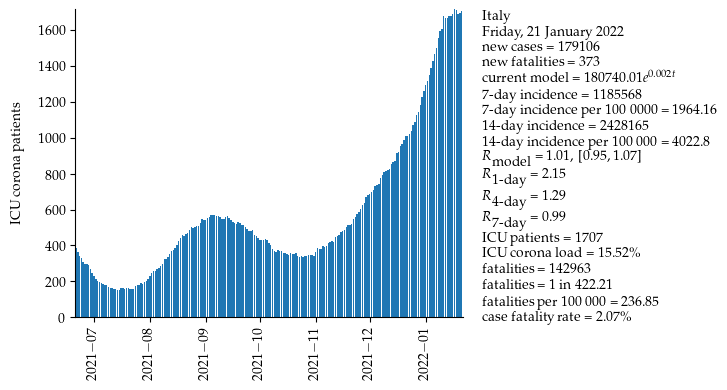 1600
1400
1200
1000
800
600
400
200
0
ICU corona patients
2021−07
2021−08
2021−09
2021−10
2021−11
2021−12
2022−01
Italy
Friday, 21 January 2022
new cases = 179106
new fatalities = 373
current model = 180740.01e^0.002t
7-day incidence = 1185568
7-day incidence per 100 0000 = 1964.16
14-day incidence = 2428165
14-day incidence per 100 000 = 4022.8
R_model = 1.01, [0.95, 1.07]
R_1-day = 2.15
R_4-day = 1.29
R_7-day = 0.99
ICU patients = 1707
ICU corona load = 15.52%
fatalities = 142963
fatalities = 1 in 422.21
fatalities per 100 000 = 236.85
case fatality rate = 2.07%